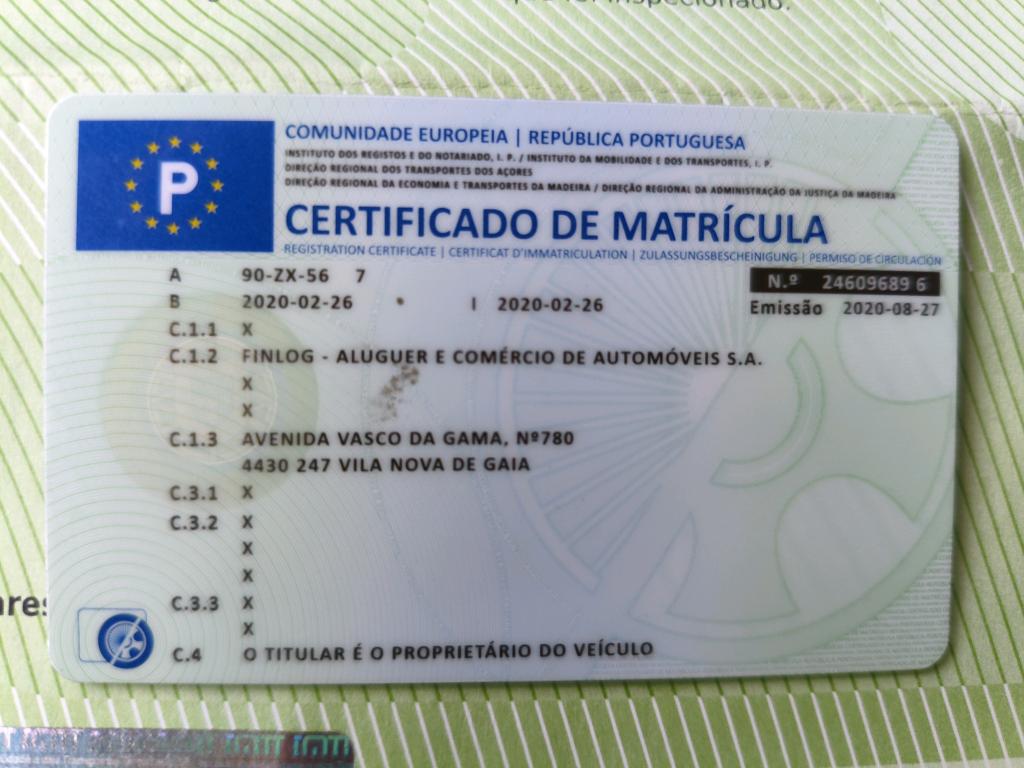 inspecionado.
P
COMUNIDADE EUROPEIA | REPÚBLICA PORTUGUESA
INSTITUTO DOS REGISTOS E DO NOTARIADO, I. P. / INSTITUTO DA MOBILIDADE E DOS TRANSPORTES, I. P.
DIREÇÃO REGIONAL DOS TRANSPORTES DOS AÇORES
DIREÇÃO REGIONAL DA ECONOMIA E TRANSPORTES DA MADEIRA / DIREÇÃO REGIONAL DA ADMINISTRAÇÃO DA JUSTIÇA DA MADEIRA
CERTIFICADO DE MATRÍCULA
REGISTRATION CERTIFICATE | CERTIFICAT D'IMMATRICULATION | ZULASSUNGSBESCHEINIGUNG | PERMISO DE CIRCULACIÓN
A 90-ZX-56 7 N.º 24609689 6
B 2020-02-26 I 2020-02-26 Emissão 2020-08-27
C.1.1 X
C.1.2 FINLOG - ALUGUER E COMÉRCIO DE AUTOMÓVEIS S.A.
X
X
C.1.3 AVENIDA VASCO DA GAMA, Nº780
4430 247 VILA NOVA DE GAIA
C.3.1 X
C.3.2 X
X
X
C.3.3 X
X
C.4 O TITULAR É O PROPRIETÁRIO DO VEÍCULO